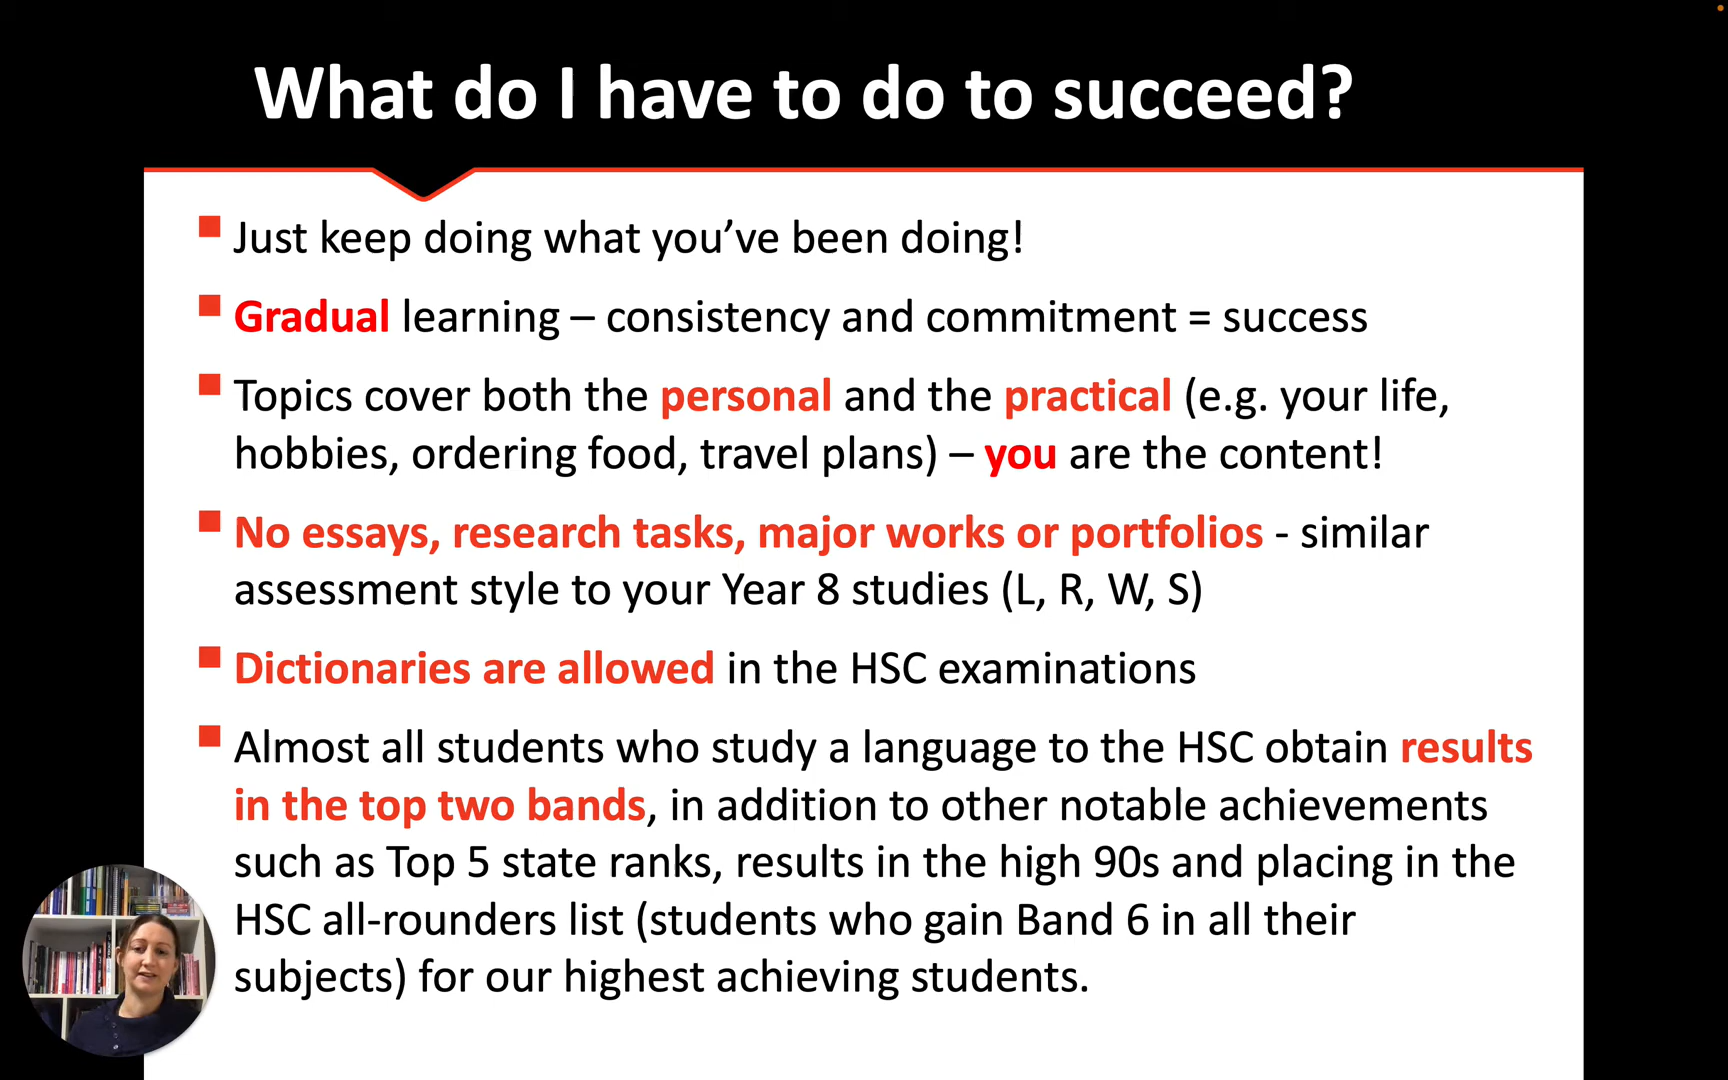 What do I have to do to succeed?
Just keep doing what you’ve been doing!
Gradual learning – consistency and commitment = success
Topics cover both the personal and the practical (e.g. your life,
hobbies, ordering food, travel plans) – you are the content!
No essays, research tasks, major works or portfolios - similar
assessment style to your Year 8 studies (L, R, W, S)
Dictionaries are allowed in the HSC examinations
Almost all students who study a language to the HSC obtain results
in the top two bands, in addition to other notable achievements
such as Top 5 state ranks, results in the high 90s and placing in the
HSC all-rounders list (students who gain Band 6 in all their
subjects) for our highest achieving students.